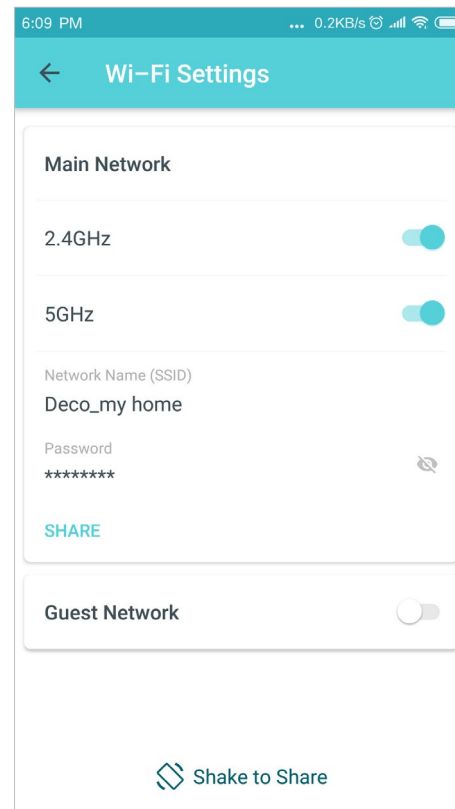 6:09 PM ... 0.2KB/s
Wi-Fi Settings
Main Network
2.4GHz
5GHz
Network Name (SSID)
Deco_my home
Password
********
SHARE
Guest Network
Shake to Share